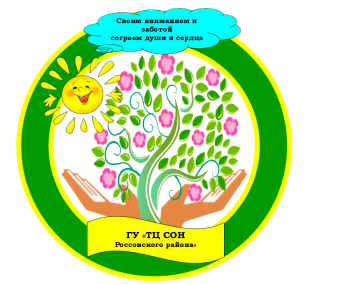 Своим вниманием и
заботой
согреем души и сердца
ГУ «ТЦ СОН
Россонского района»